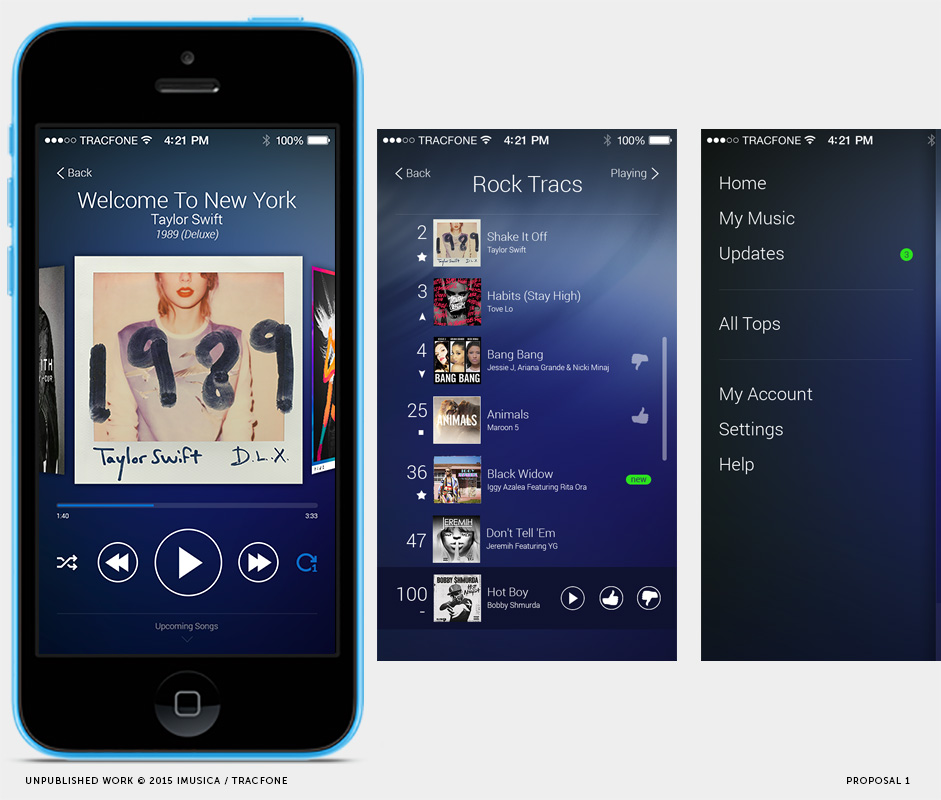 TRACFONE 4:21 PM 100%
Back
Welcome To New York
Taylor Swift
1989 (Deluxe)
1989
Taylor Swift D.L.X.
1:40 3:33
1
Upcoming Songs
TRACFONE 4:21 PM 100%
Back Rock Tracs Playing
2 Shake It Off
Taylor Swift
3 Habits (Stay High)
Tove Lo
4 Bang Bang
Jessie J, Ariana Grande & Nicki Minaj
BANG BANG
25 Animals
Maroon 5
ANIMALS
36 Black Widow
Iggy Azalea Featuring Rita Ora
new
47 Don't Tell 'Em
Jeremih Featuring YG
JEREMIH
100 Hot Boy
Bobby Shmurda
BOBBY SHMURDA
TRACFONE 4:21 PM
Home
My Music
Updates 3
All Tops
My Account
Settings
Help
UNPUBLISHED WORK © 2015 IMUSICA / TRACFONE
PROPOSAL 1